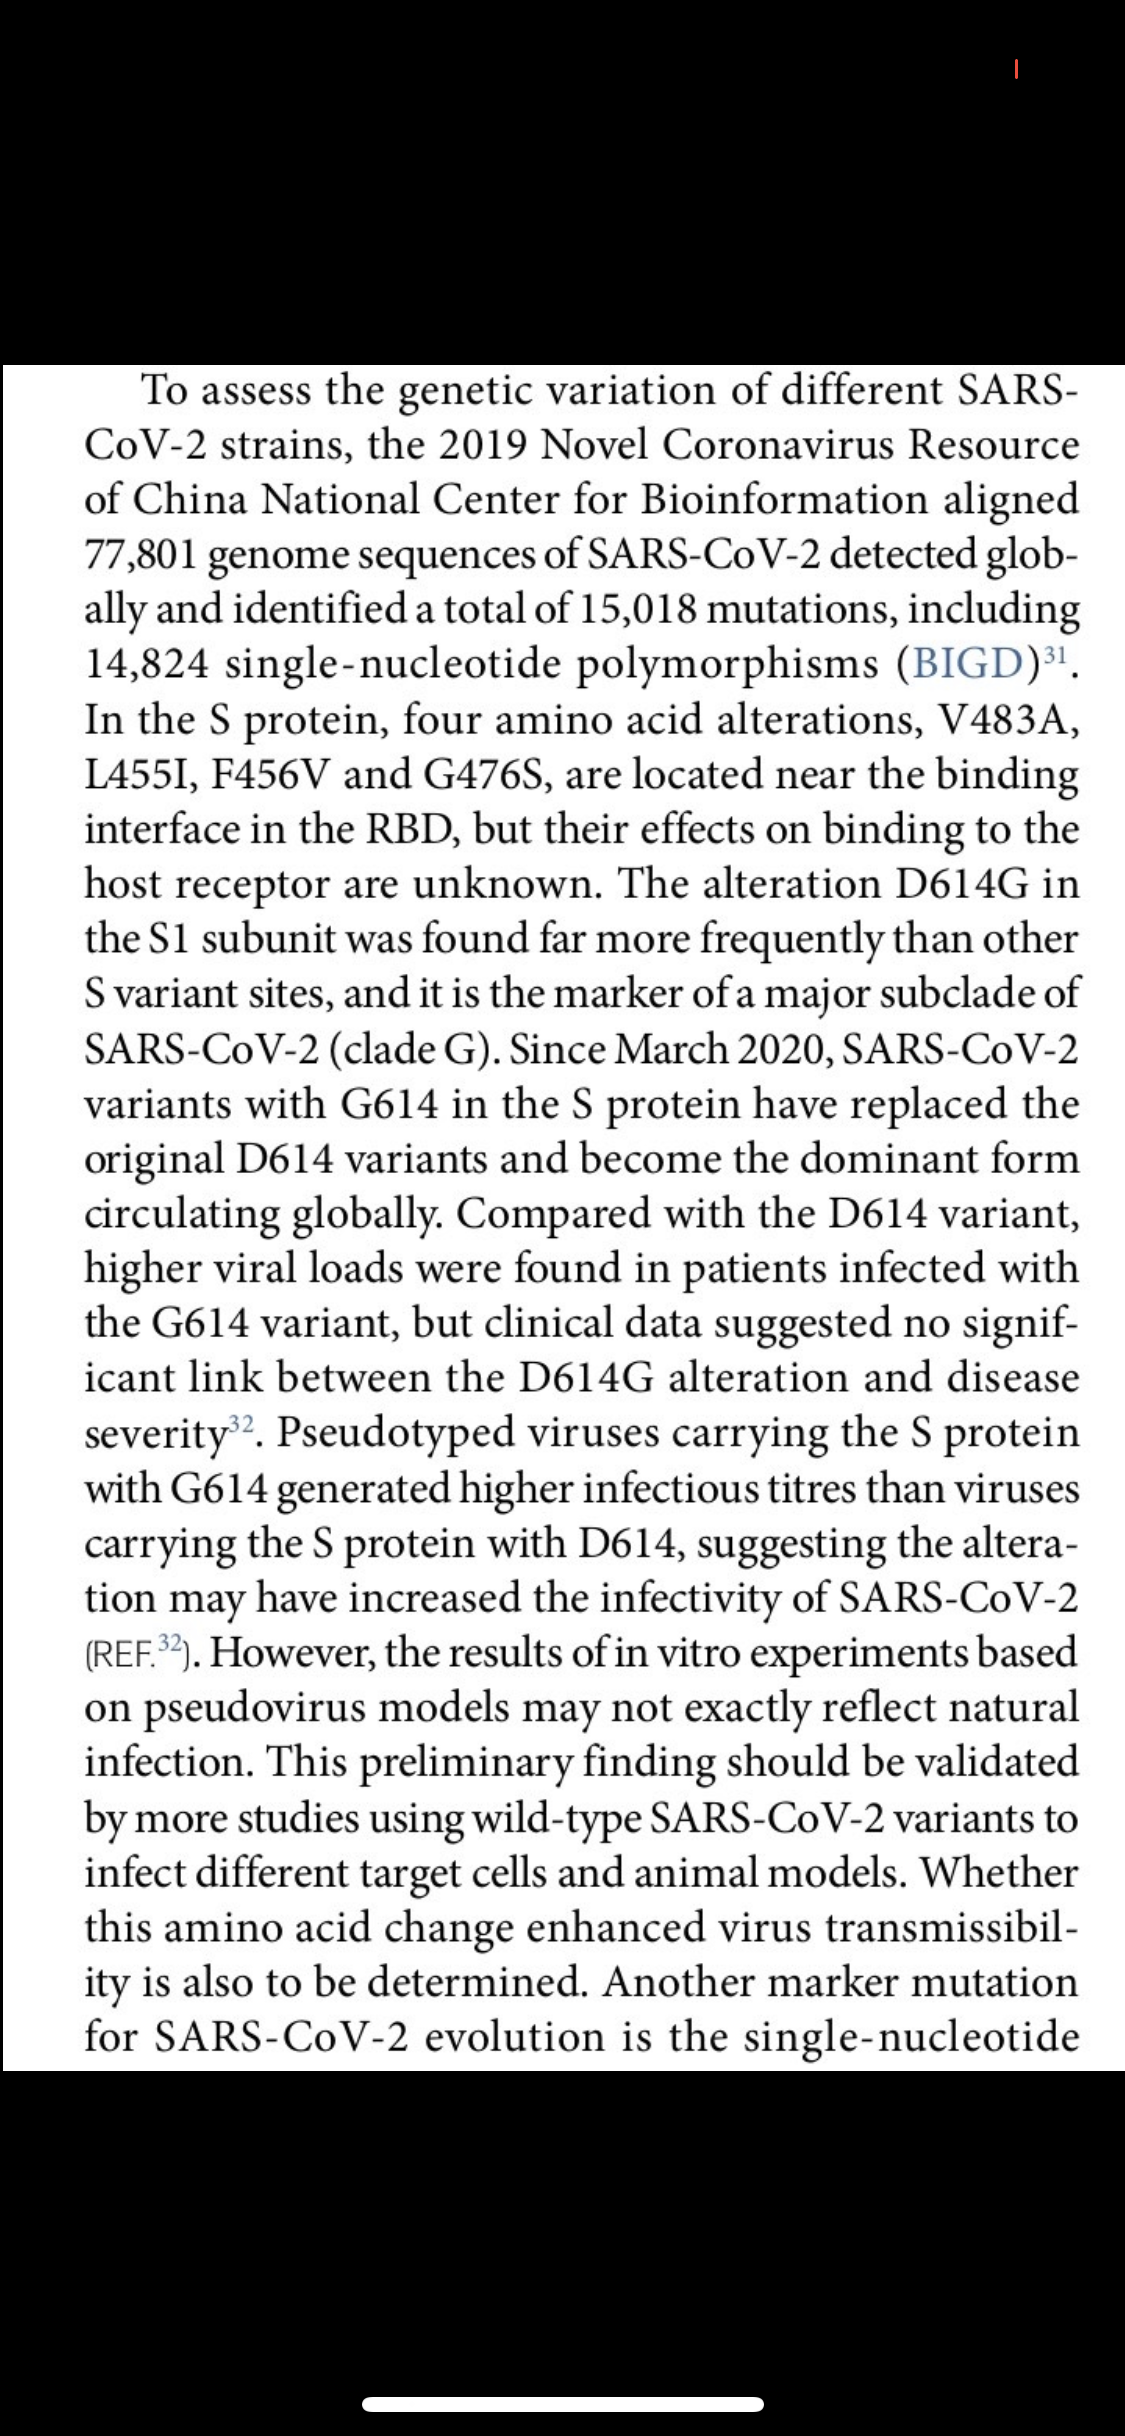 To assess the genetic variation of different SARS-
CoV-2 strains, the 2019 Novel Coronavirus Resource
of China National Center for Bioinformation aligned
77,801 genome sequences of SARS-CoV-2 detected glob-
ally and identified a total of 15,018 mutations, including
14,824 single-nucleotide polymorphisms (BIGD)31.
In the S protein, four amino acid alterations, V483A,
L455I, F456V and G476S, are located near the binding
interface in the RBD, but their effects on binding to the
host receptor are unknown. The alteration D614G in
the S1 subunit was found far more frequently than other
S variant sites, and it is the marker of a major subclade of
SARS-CoV-2 (clade G). Since March 2020, SARS-CoV-2
variants with G614 in the S protein have replaced the
original D614 variants and become the dominant form
circulating globally. Compared with the D614 variant,
higher viral loads were found in patients infected with
the G614 variant, but clinical data suggested no signif-
icant link between the D614G alteration and disease
severity32. Pseudotyped viruses carrying the S protein
with G614 generated higher infectious titres than viruses
carrying the S protein with D614, suggesting the altera-
tion may have increased the infectivity of SARS-CoV-2
(REF.32). However, the results of in vitro experiments based
on pseudovirus models may not exactly reflect natural
infection. This preliminary finding should be validated
by more studies using wild-type SARS-CoV-2 variants to
infect different target cells and animal models. Whether
this amino acid change enhanced virus transmissibil-
ity is also to be determined. Another marker mutation
for SARS-CoV-2 evolution is the single-nucleotide